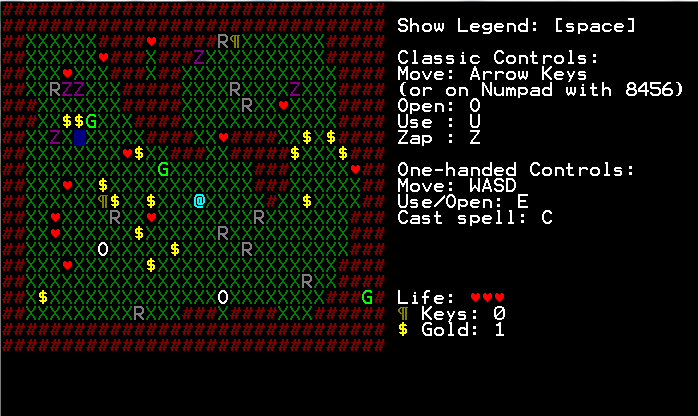 Show Legend: [space]
Classic Controls:
Move: Arrow Keys
(or on Numpad with 8456)
Open: O
Use : U
Zap : Z
One-handed Controls:
Move: WASD
Use/Open: E
Cast spell: C
Life: ♥♥♥
¶ Keys: 0
$ Gold: 1